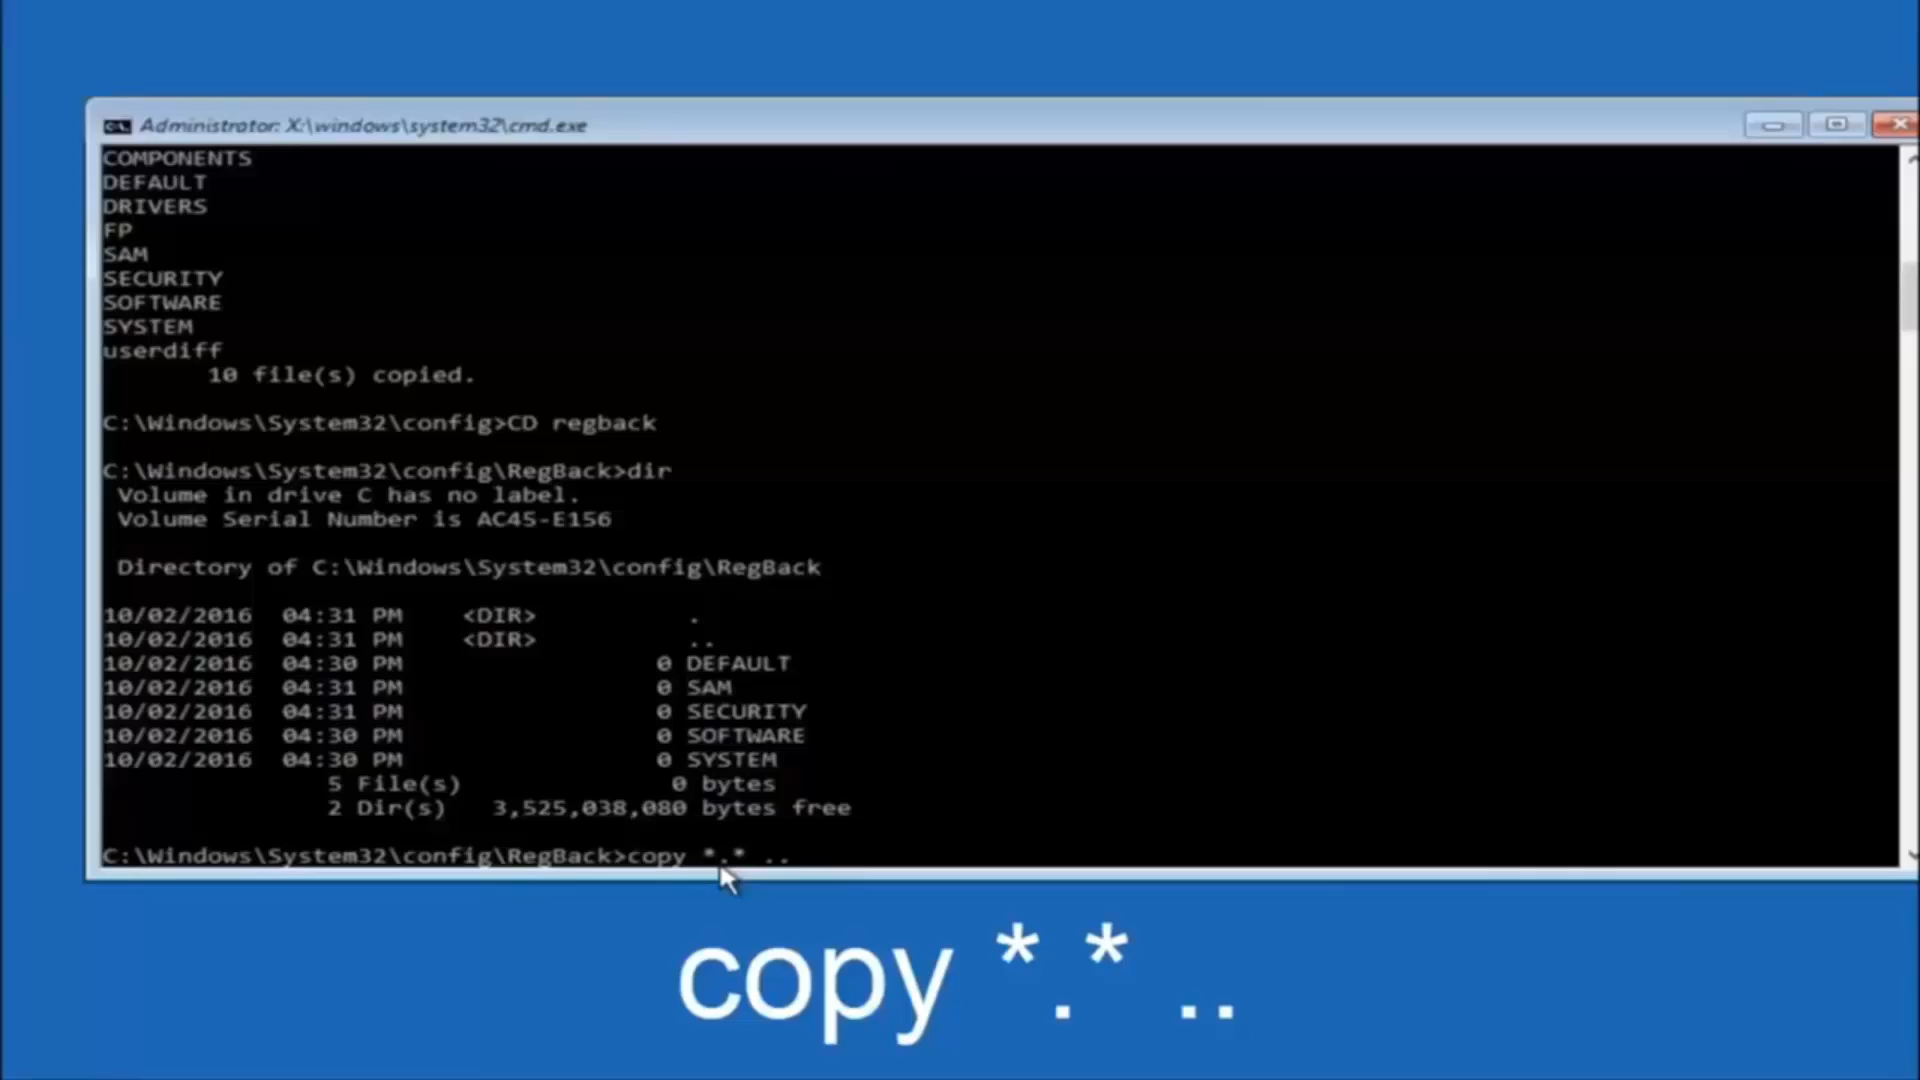 Administrator: X:\windows\system32\cmd.exe
COMPONENTS
DEFAULT
DRIVERS
FP
SAM
SECURITY
SOFTWARE
SYSTEM
userdiff
10 file(s) copied.
C:\Windows\System32\config>CD regback
C:\Windows\System32\config\RegBack>dir
Volume in drive C has no label.
Volume Serial Number is AC45-E156
Directory of C:\Windows\System32\config\RegBack
10/02/2016 04:31 PM <DIR> .
10/02/2016 04:31 PM <DIR> ..
10/02/2016 04:30 PM 0 DEFAULT
10/02/2016 04:31 PM 0 SAM
10/02/2016 04:31 PM 0 SECURITY
10/02/2016 04:30 PM 0 SOFTWARE
10/02/2016 04:30 PM 0 SYSTEM
5 File(s) 0 bytes
2 Dir(s) 3,525,038,080 bytes free
C:\Windows\System32\config\RegBack>copy *.* ..
copy *.* ..